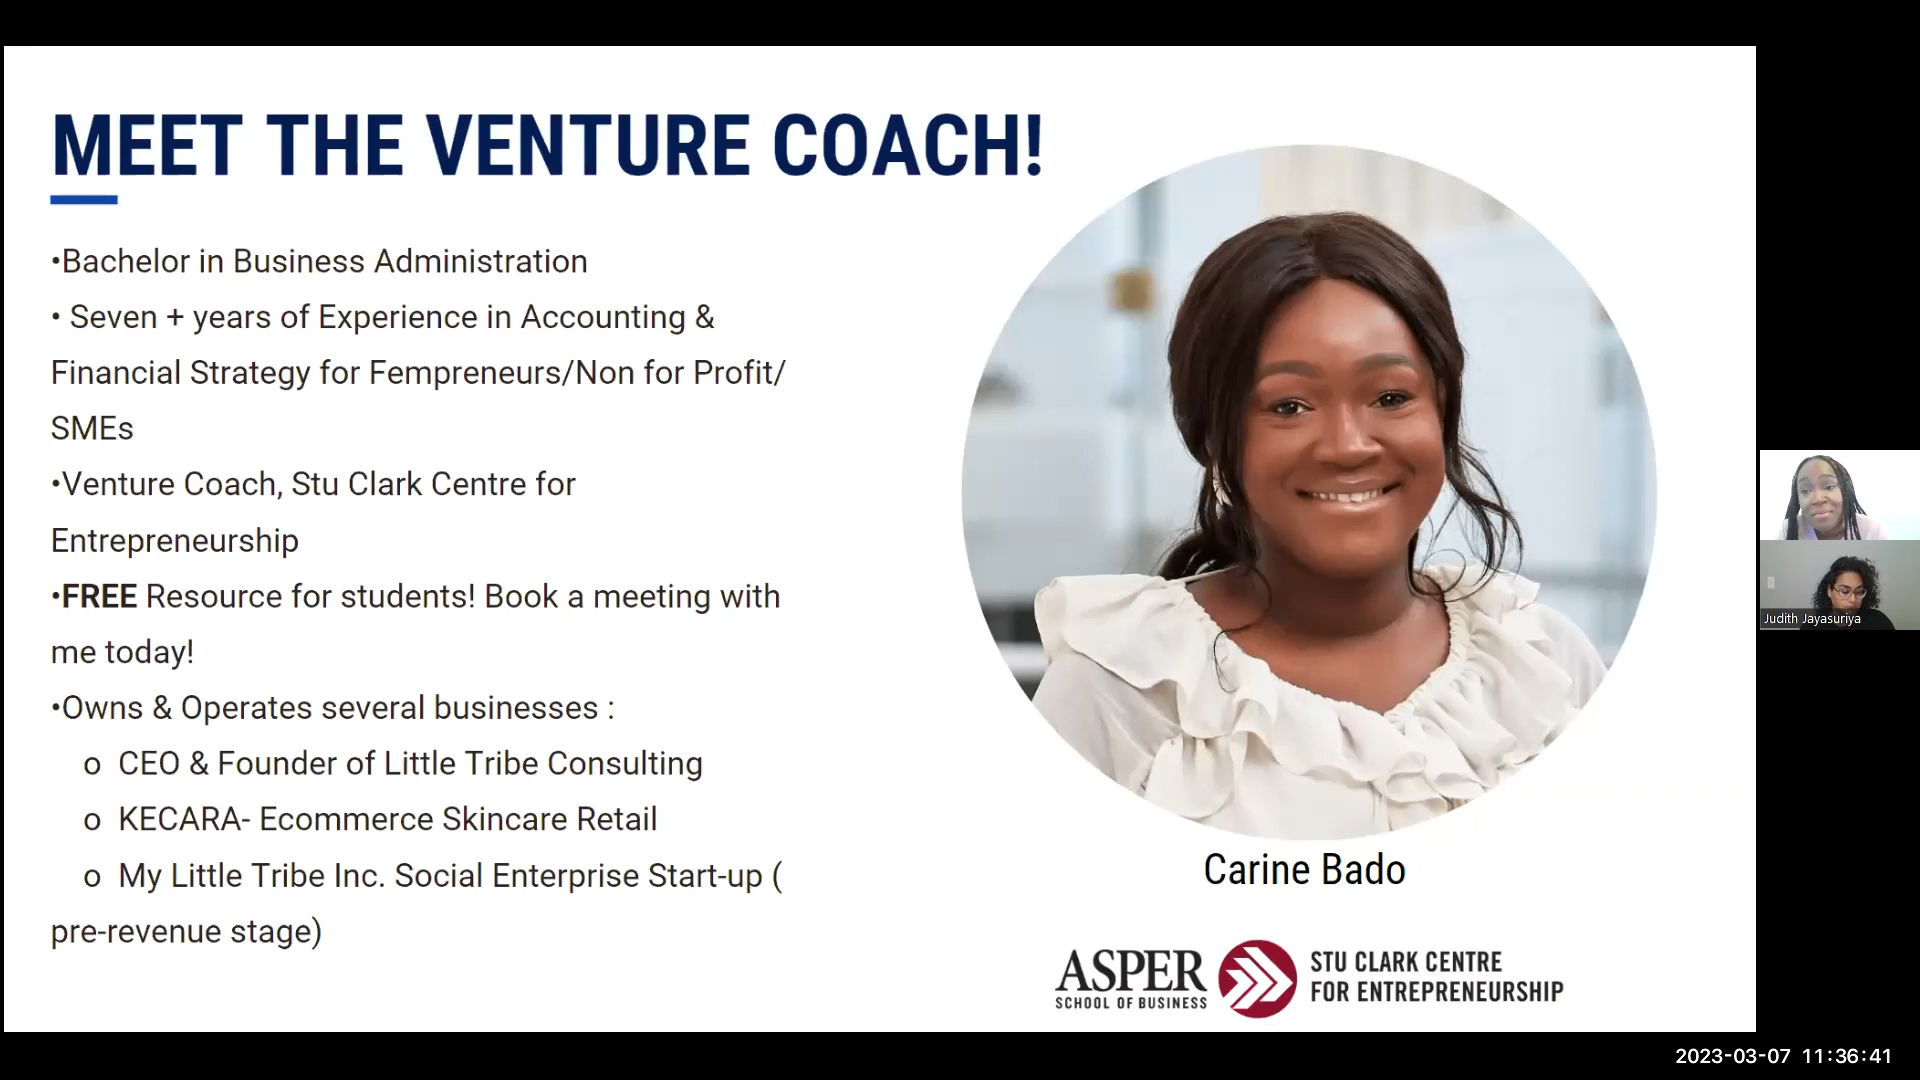 MEET THE VENTURE COACH!
•Bachelor in Business Administration
• Seven + years of Experience in Accounting &
Financial Strategy for Fempreneurs/Non for Profit/
SMEs
•Venture Coach, Stu Clark Centre for
Entrepreneurship
•FREE Resource for students! Book a meeting with
me today!
•Owns & Operates several businesses :
o CEO & Founder of Little Tribe Consulting
o KECARA- Ecommerce Skincare Retail
o My Little Tribe Inc. Social Enterprise Start-up (
pre-revenue stage)
Carine Bado
ASPER
SCHOOL OF BUSINESS
STU CLARK CENTRE
FOR ENTREPRENEURSHIP
Judith Jayasuriya
2023-03-07 11:36:41